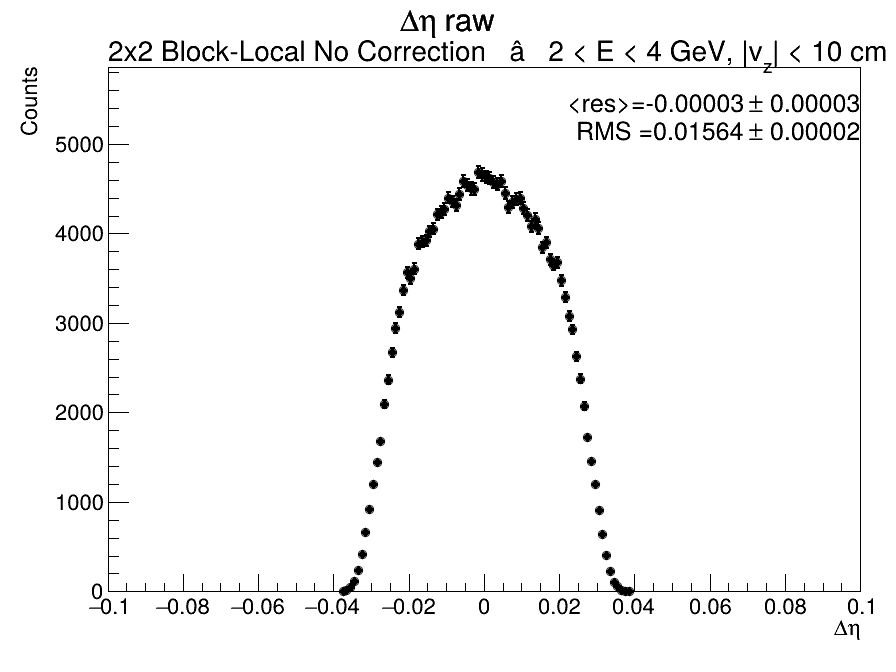 Δη raw
2x2 Block-Local No Correction â 2 < E < 4 GeV, |v_z| < 10 cm
Counts
<res>=-0.00003± 0.00003
RMS =0.01564± 0.00002
5000
4000
3000
2000
1000
0
−0.1 −0.08 −0.06 −0.04 −0.02 0 0.02 0.04 0.06 0.08 0.1
Δη